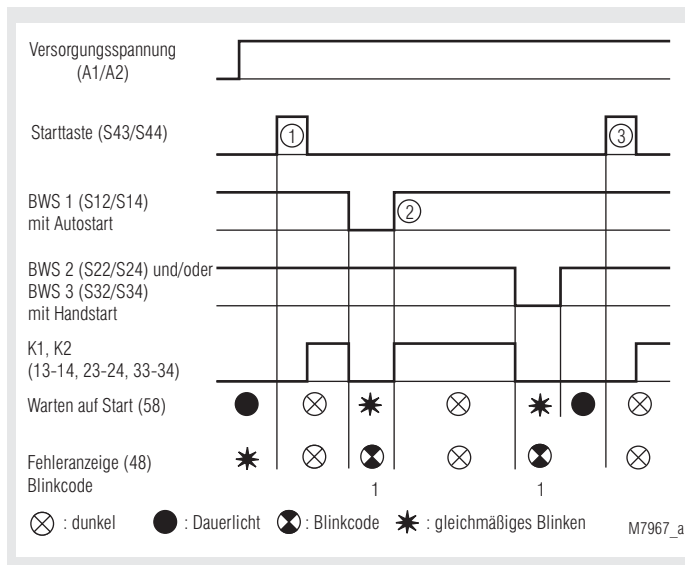 Versorgungsspannung
(A1/A2)
Starttaste (S43/S44)
1
3
BWS 1 (S12/S14)
mit Autostart
2
BWS 2 (S22/S24) und/oder
BWS 3 (S32/S34)
mit Handstart
K1, K2
(13-14, 23-24, 33-34)
Warten auf Start (58)
Fehleranzeige (48)
Blinkcode
1
1
: dunkel
: Dauerlicht
: Blinkcode
: gleichmäßiges Blinken
M7967_a